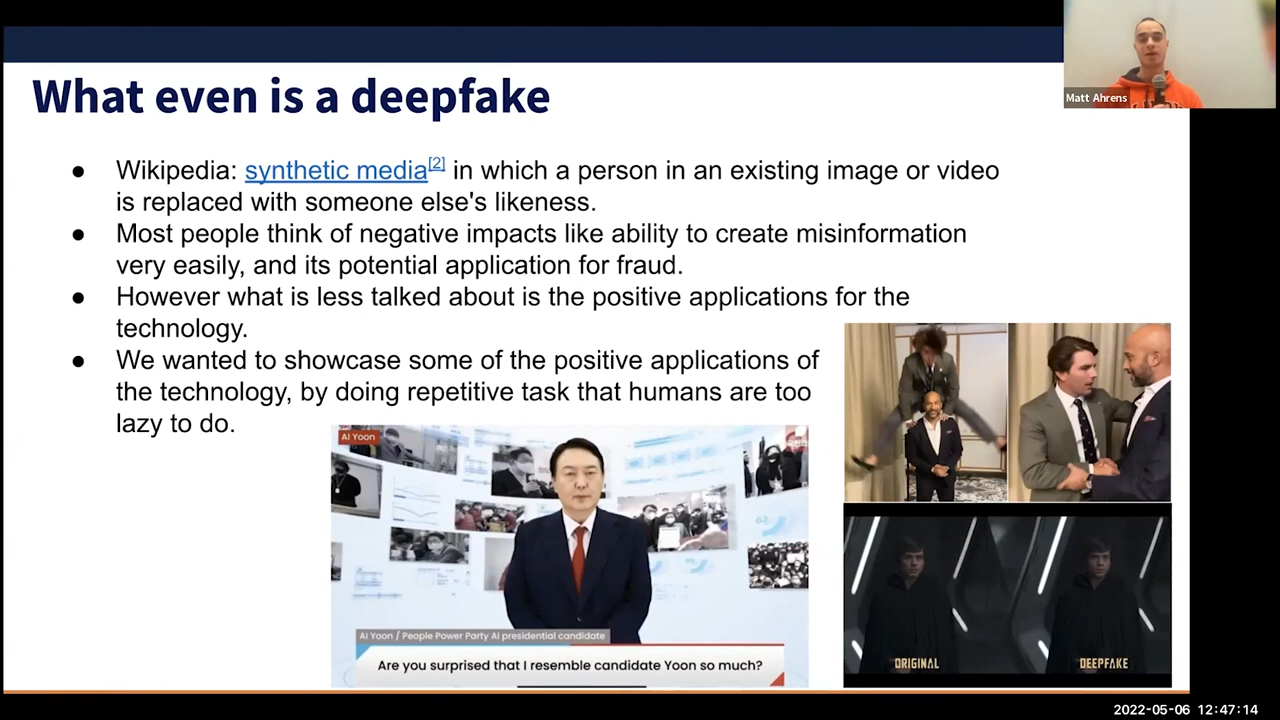 What even is a deepfake
Matt Ahrens
● Wikipedia: synthetic media[2] in which a person in an existing image or video
is replaced with someone else's likeness.
● Most people think of negative impacts like ability to create misinformation
very easily, and its potential application for fraud.
● However what is less talked about is the positive applications for the
technology.
● We wanted to showcase some of the positive applications of
the technology, by doing repetitive task that humans are too
lazy to do.
AI Yoon
AI Yoon / People Power Party AI presidential candidate
Are you surprised that I resemble candidate Yoon so much?
ORIGINAL
DEEPFAKE
2022-05-06 12:47:14